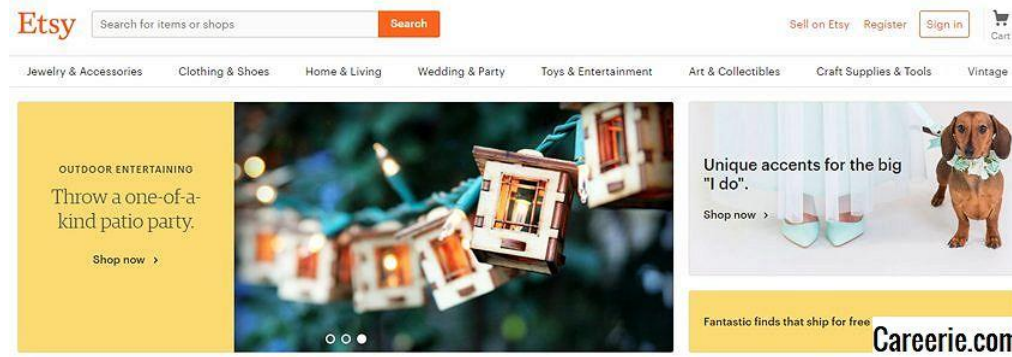 Etsy
Search for items or shops
Search
Sell on Etsy
Register
Sign in
Cart
Jewelry & Accessories
Clothing & Shoes
Home & Living
Wedding & Party
Toys & Entertainment
Art & Collectibles
Craft Supplies & Tools
Vintage
OUTDOOR ENTERTAINING
Throw a one-of-a-
kind patio party.
Shop now
Unique accents for the big
"I do".
Shop now
Fantastic finds that ship for free
Careerie.com